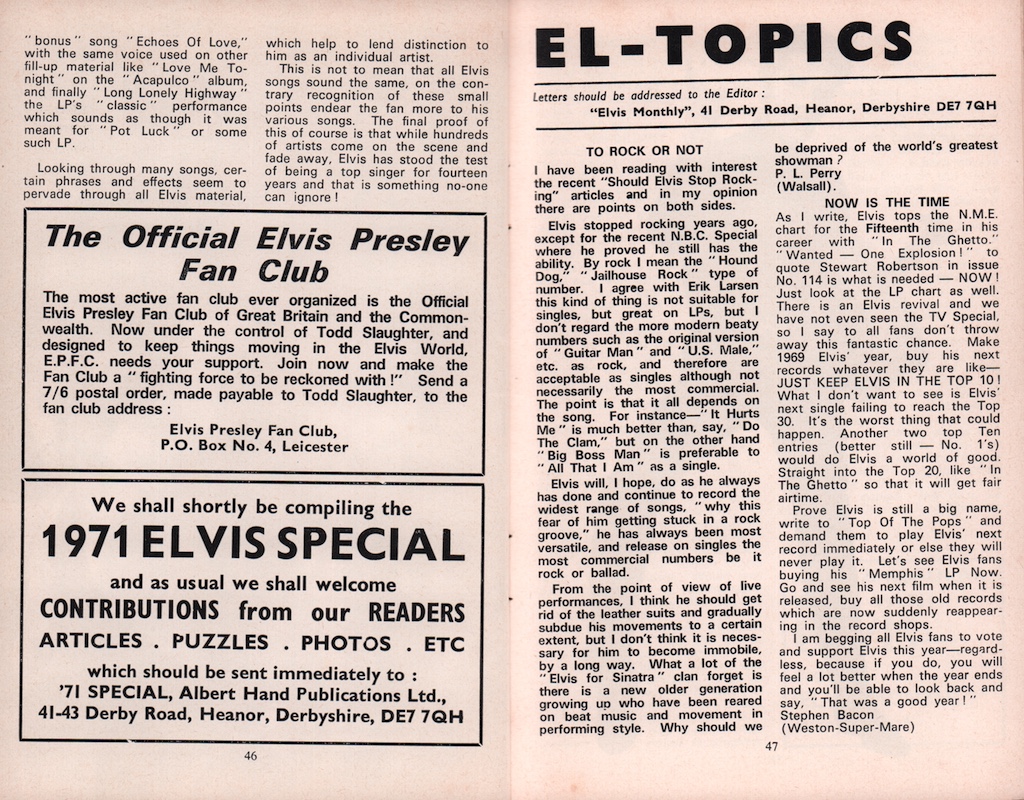 "bonus" song "Echoes Of Love,"
with the same voice used on other
fill-up material like "Love Me To-
night" on the "Acapulco" album,
and finally "Long Lonely Highway"
the LP's "classic" performance
which sounds as though it was
meant for "Pot Luck" or some
such LP.
Looking through many songs, cer-
tain phrases and effects seem to
pervade through all Elvis material,
which help to lend distinction to
him as an individual artist.
This is not to mean that all Elvis
songs sound the same, on the con-
trary recognition of these small
points endear the fan more to his
various songs. The final proof of
this of course is that while hundreds
of artists come on the scene and
fade away, Elvis has stood the test
of being a top singer for fourteen
years and that is something no-one
can ignore!
The Official Elvis Presley
Fan Club
The most active fan club ever organized is the Official
Elvis Presley Fan Club of Great Britain and the Common-
wealth. Now under the control of Todd Slaughter, and
designed to keep things moving in the Elvis World,
E.P.F.C. needs your support. Join now and make the
Fan Club a "fighting force to be reckoned with!" Send a
7/6 postal order, made payable to Todd Slaughter, to the
fan club address:
Elvis Presley Fan Club,
P.O. Box No. 4, Leicester
We shall shortly be compiling the
1971 ELVIS SPECIAL
and as usual we shall welcome
CONTRIBUTIONS from our READERS
ARTICLES . PUZZLES . PHOTOS . ETC
which should be sent immediately to :
'71 SPECIAL, Albert Hand Publications Ltd.,
41-43 Derby Road, Heanor, Derbyshire, DE7 7QH
46
EL-TOPICS
Letters should be addressed to the Editor :
"Elvis Monthly", 41 Derby Road, Heanor, Derbyshire DE7 7QH
TO ROCK OR NOT
I have been reading with interest
the recent "Should Elvis Stop Rock-
ing" articles and in my opinion
there are points on both sides.
Elvis stopped rocking years ago,
except for the recent N.B.C. Special
where he proved he still has the
ability. By rock I mean the "Hound
Dog," "Jailhouse Rock" type of
number. I agree with Erik Larsen
this kind of thing is not suitable for
singles, but great on LPs, but I
don't regard the more modern beaty
numbers such as the original version
of "Guitar Man" and "U.S. Male,"
etc. as rock, and therefore are
acceptable as singles although not
necessarily the most commercial.
The point is that it all depends on
the song. For instance—"It Hurts
Me" is much better than, say, "Do
The Clam," but on the other hand
"Big Boss Man" is preferable to
"All That I Am" as a single.
Elvis will, I hope, do as he always
has done and continue to record the
widest range of songs, "why this
fear of him getting stuck in a rock
groove," he has always been most
versatile, and release on singles the
most commercial numbers be it
rock or ballad.
From the point of view of live
performances, I think he should get
rid of the leather suits and gradually
subdue his movements to a certain
extent, but I don't think it is neces-
sary for him to become immobile,
by a long way. What a lot of the
"Elvis for Sinatra" clan forget is
there is a new older generation
growing up who have been reared
on beat music and movement in
performing style. Why should we
be deprived of the world's greatest
showman?
P. L. Perry
(Walsall).
NOW IS THE TIME
As I write, Elvis tops the N.M.E.
chart for the Fifteenth time in his
career with "In The Ghetto."
"Wanted — One Explosion!" to
quote Stewart Robertson in issue
No. 114 is what is needed — NOW!
Just look at the LP chart as well.
There is an Elvis revival and we
have not even seen the TV Special,
so I say to all fans don't throw
away this fantastic chance. Make
1969 Elvis' year, buy his next
records whatever they are like—
JUST KEEP ELVIS IN THE TOP 10!
What I don't want to see is Elvis'
next single failing to reach the Top
30. It's the worst thing that could
happen. Another two top Ten
entries (better still — No. 1's)
would do Elvis a world of good.
Straight into the Top 20, like "In
The Ghetto" so that it will get fair
airtime.
Prove Elvis is still a big name,
write to "Top Of The Pops" and
demand them to play Elvis' next
record immediately or else they will
never play it. Let's see Elvis fans
buying his "Memphis" LP Now.
Go and see his next film when it is
released, buy all those old records
which are now suddenly reappear-
ing in the record shops.
I am begging all Elvis fans to vote
and support Elvis this year—regard-
less, because if you do, you will
feel a lot better when the year ends
and you'll be able to look back and
say, "That was a good year!"
Stephen Bacon
(Weston-Super-Mare)
47